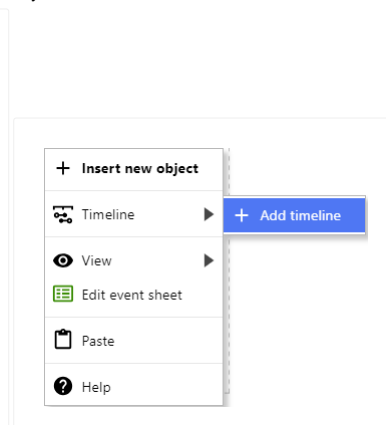 Insert new object
Timeline
Add timeline
View
Edit event sheet
Paste
Help